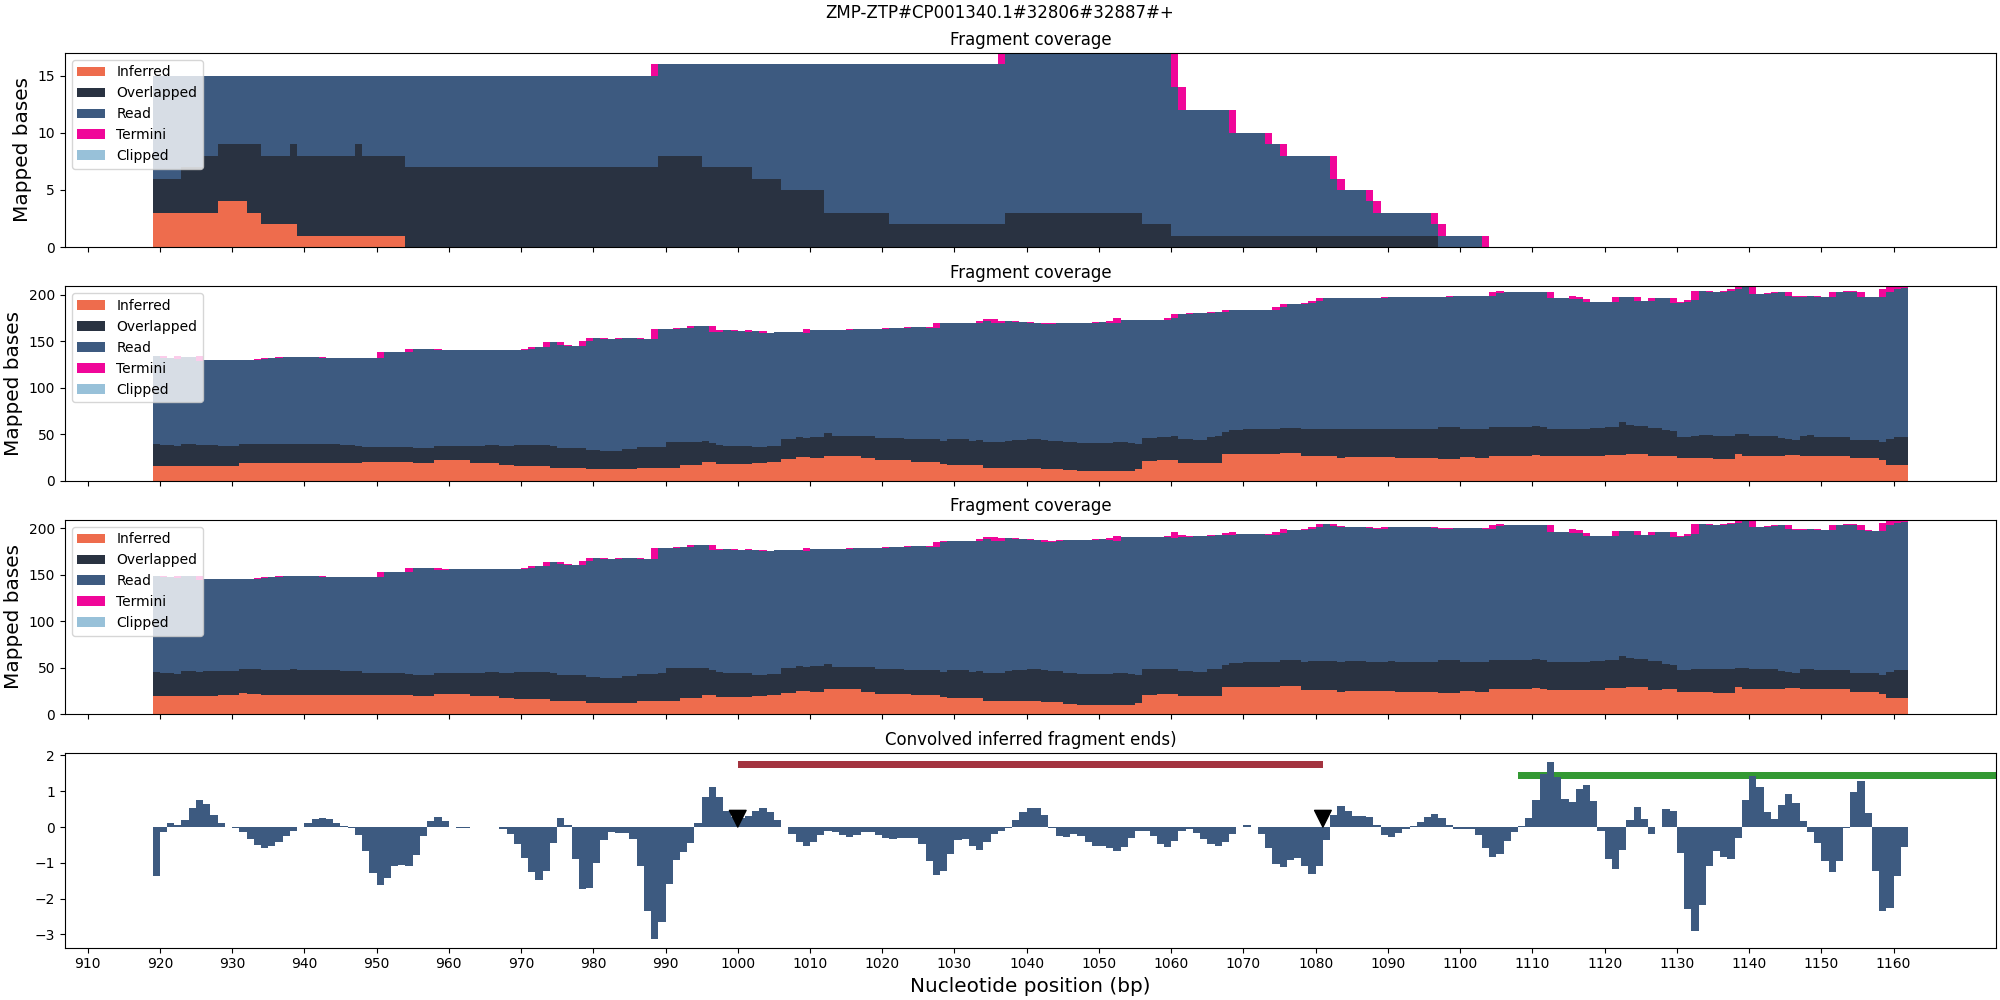 ZMP-ZTP#CP001340.1#32806#32887#+
Fragment coverage
Mapped bases
15
10
5
0
Inferred
Overlapped
Read
Termini
Clipped
Fragment coverage
Mapped bases
200
150
100
50
0
Inferred
Overlapped
Read
Termini
Clipped
Fragment coverage
Mapped bases
200
150
100
50
0
Inferred
Overlapped
Read
Termini
Clipped
Convolved inferred fragment ends)
2
1
0
−1
−2
−3
910 920 930 940 950 960 970 980 990 1000 1010 1020 1030 1040 1050 1060 1070 1080 1090 1100 1110 1120 1130 1140 1150 1160
Nucleotide position (bp)